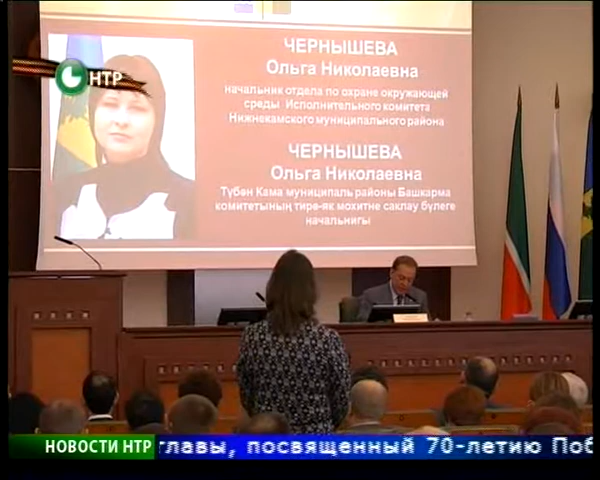 НТР
ЧЕРНЫШЕВА
Ольга Николаевна
начальник отдела по охране окружающей
среды Исполнительного комитета
Нижнекамского муниципального района
ЧЕРНЫШЕВА
Ольга Николаевна
Түбән Кама муниципаль районы Башкарма
комитетының тирә-як мохитне саклау бүлеге
начальнигы
НОВОСТИ НТР главы, посвященный 70-летию Поб